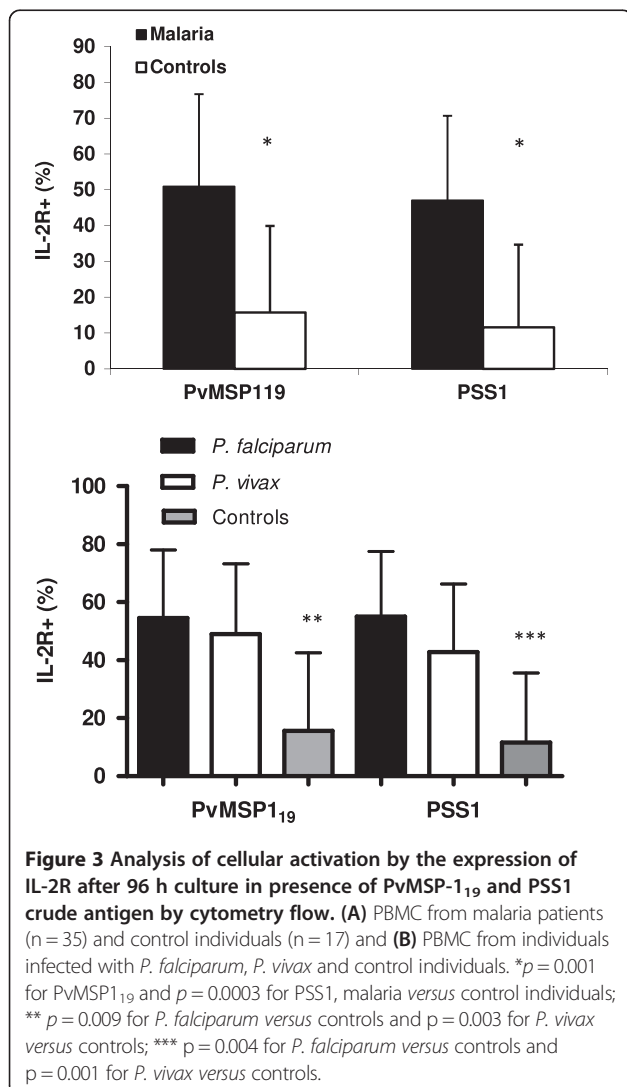 Malaria
Controls
90
80
70
60
50
40
30
20
10
0
IL-2R+ (%)
*
*
PvMSP119
PSS1
P. falciparum
P. vivax
Controls
100
80
60
40
20
0
IL-2R+ (%)
**
***
PvMSP1₁₉
PSS1
Figure 3 Analysis of cellular activation by the expression of
IL-2R after 96 h culture in presence of PvMSP-1₁₉ and PSS1
crude antigen by cytometry flow. (A) PBMC from malaria patients
(n = 35) and control individuals (n = 17) and (B) PBMC from individuals
infected with P. falciparum, P. vivax and control individuals. *p = 0.001
for PvMSP1₁₉ and p = 0.0003 for PSS1, malaria versus control individuals;
** p = 0.009 for P. falciparum versus controls and p = 0.003 for P. vivax
versus controls; *** p = 0.004 for P. falciparum versus controls and
p = 0.001 for P. vivax versus controls.